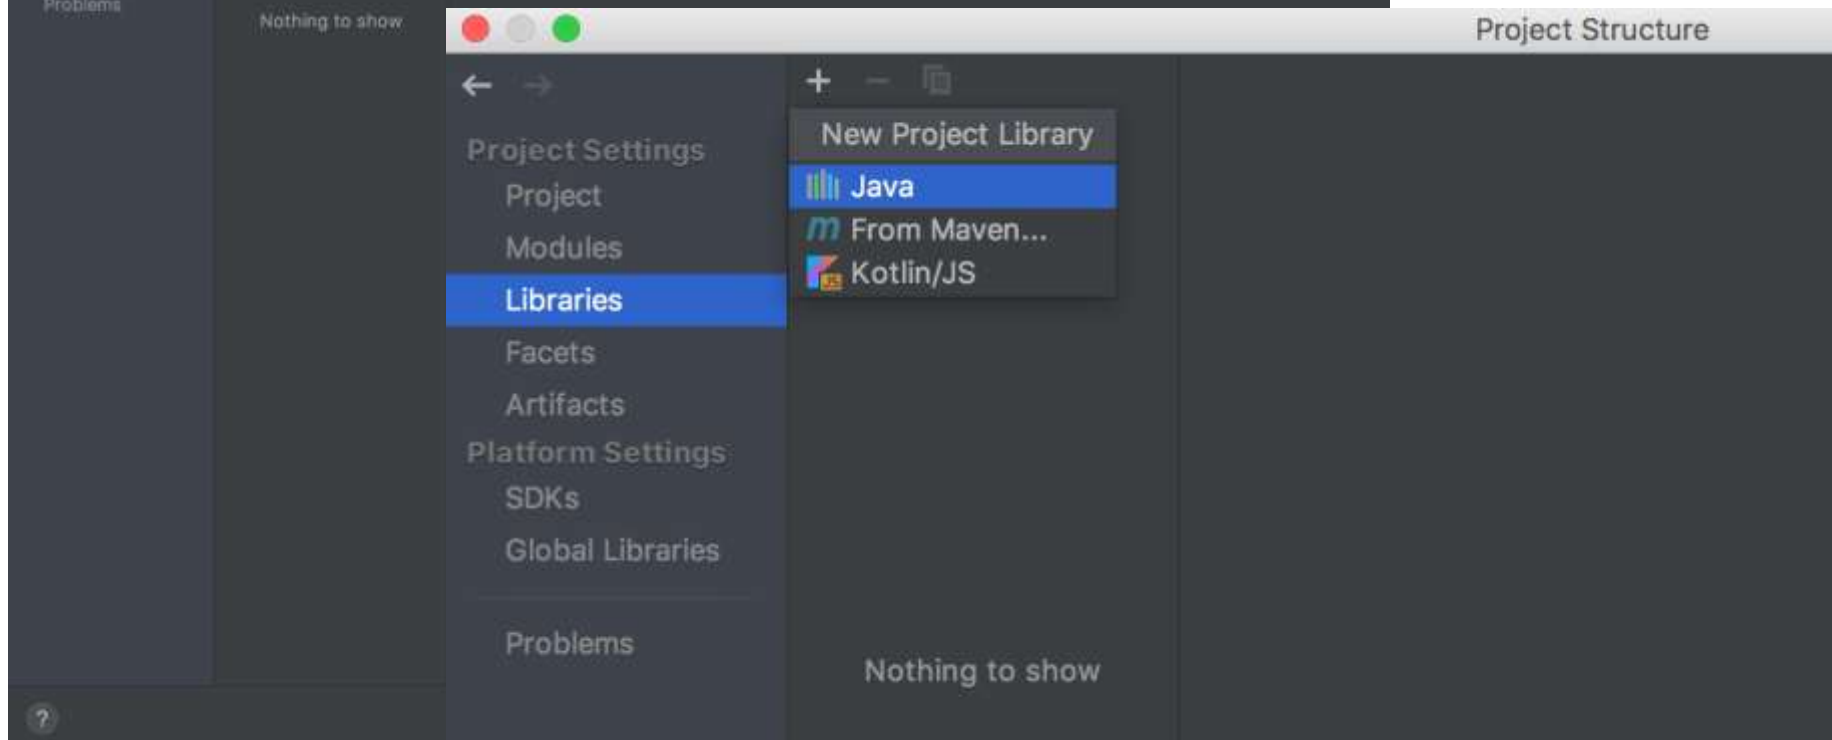 Problems
Nothing to show
Project Structure
New Project Library
Project Settings
Java
Project
From Maven...
Modules
Kotlin/JS
JS
Libraries
Facets
Artifacts
Platform Settings
SDKs
Global Libraries
Problems
Nothing to show
?